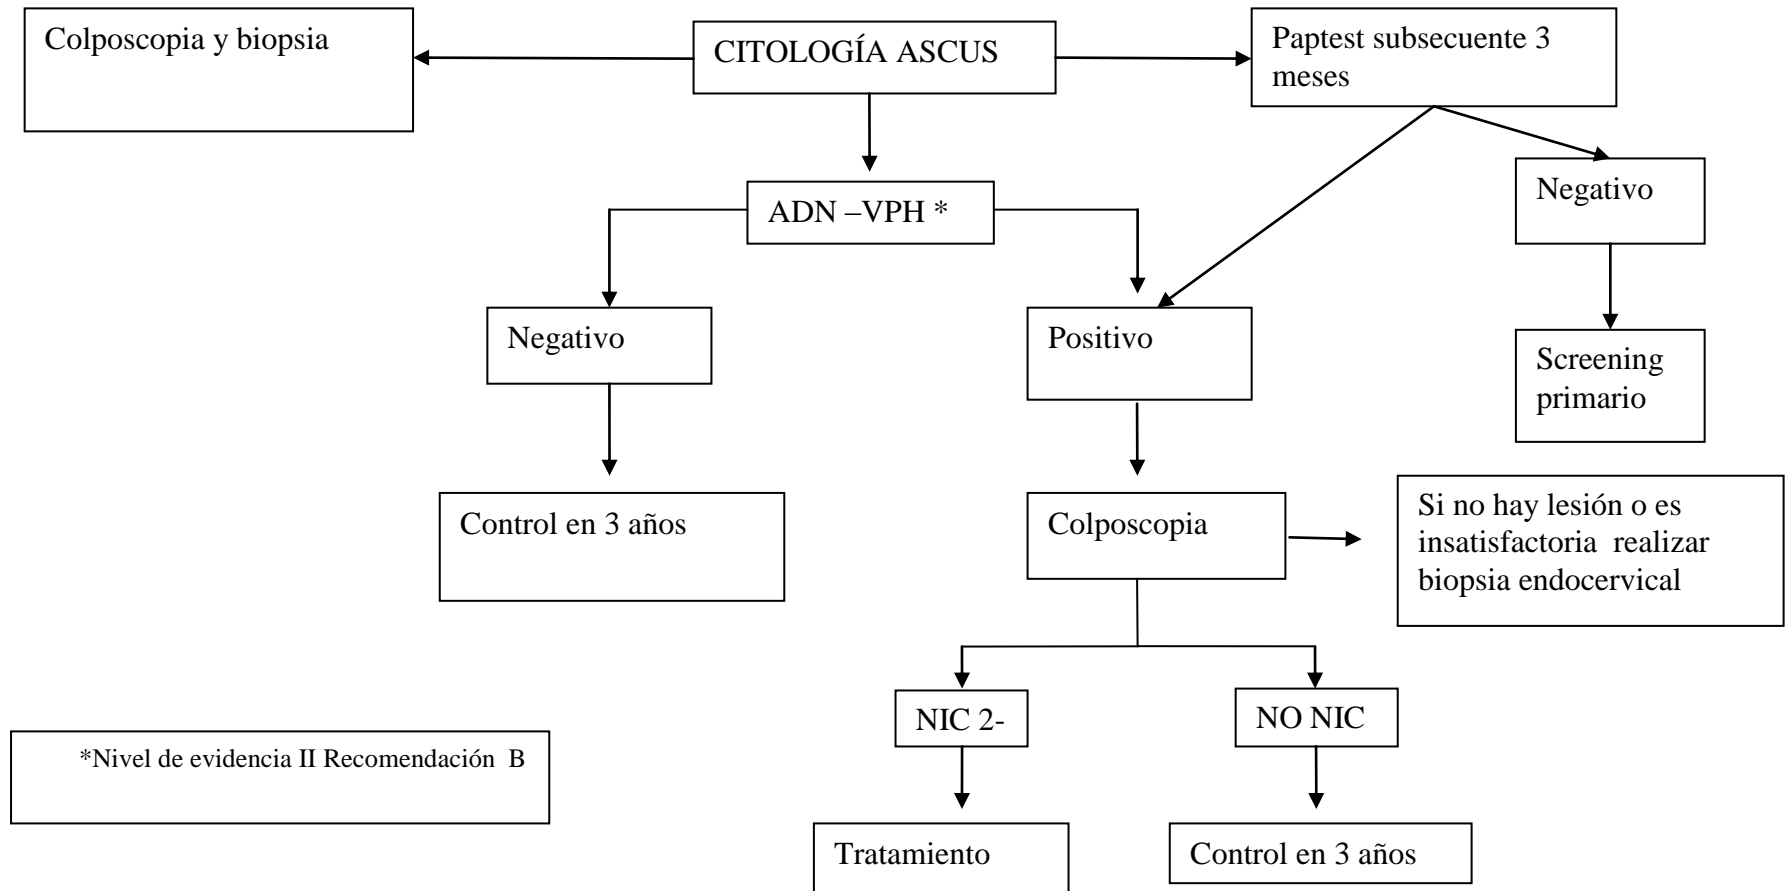 Colposcopia y biopsia
CITOLOGÍA ASCUS
Paptest subsecuente 3
meses
ADN –VPH *
Negativo
Negativo
Positivo
Screening
primario
Control en 3 años
Colposcopia
Si no hay lesión o es
insatisfactoria  realizar
biopsia endocervical
NIC 2-
NO NIC
*Nivel de evidencia II Recomendación  B
Tratamiento
Control en 3 años